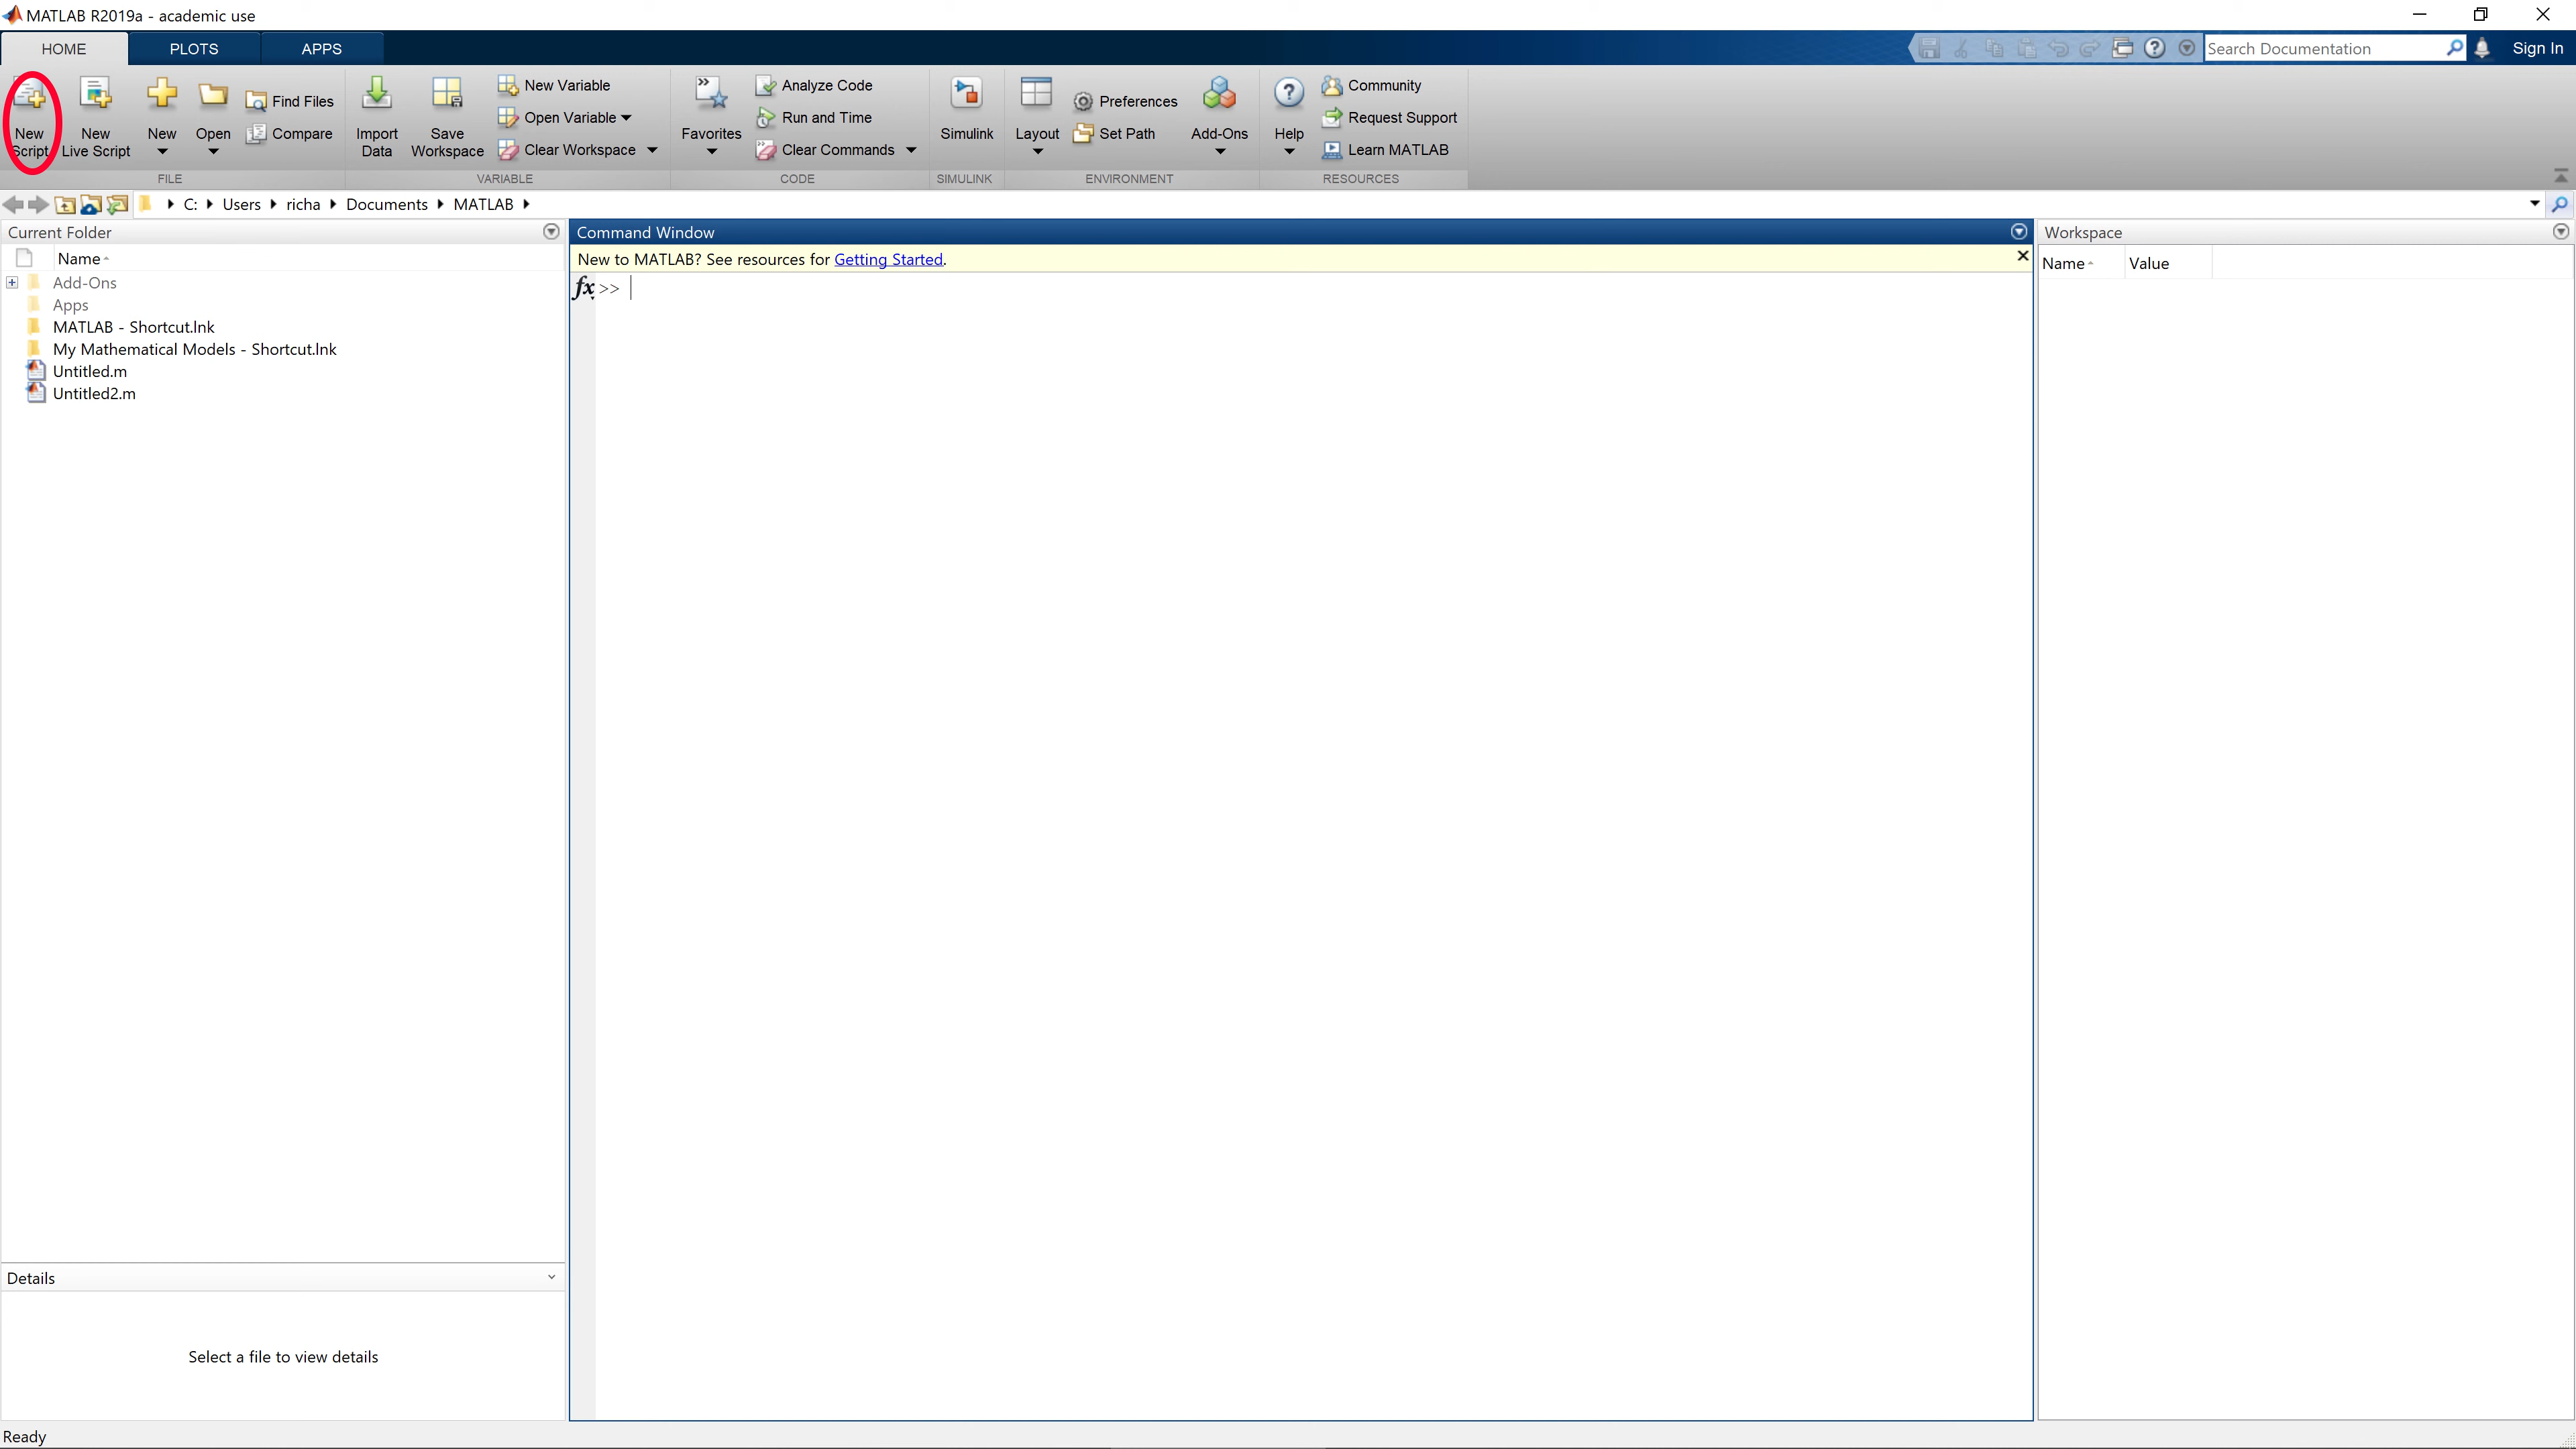 MATLAB R2019a - academic use
HOME PLOTS APPS
Search Documentation Sign In
New Script
New Live Script
New
Open
Find Files
Compare
FILE
Import Data
Save Workspace
New Variable
Open Variable
Clear Workspace
VARIABLE
Favorites
Analyze Code
Run and Time
Clear Commands
CODE
Simulink
SIMULINK
Layout
Preferences
Set Path
Add-Ons
ENVIRONMENT
Help
Community
Request Support
Learn MATLAB
RESOURCES
C: Users richa Documents MATLAB
Current Folder
Name
Add-Ons
Apps
MATLAB - Shortcut.lnk
My Mathematical Models - Shortcut.lnk
Untitled.m
Untitled2.m
Details
Select a file to view details
Command Window
New to MATLAB? See resources for Getting Started.
fx >>
Workspace
Name Value
Ready